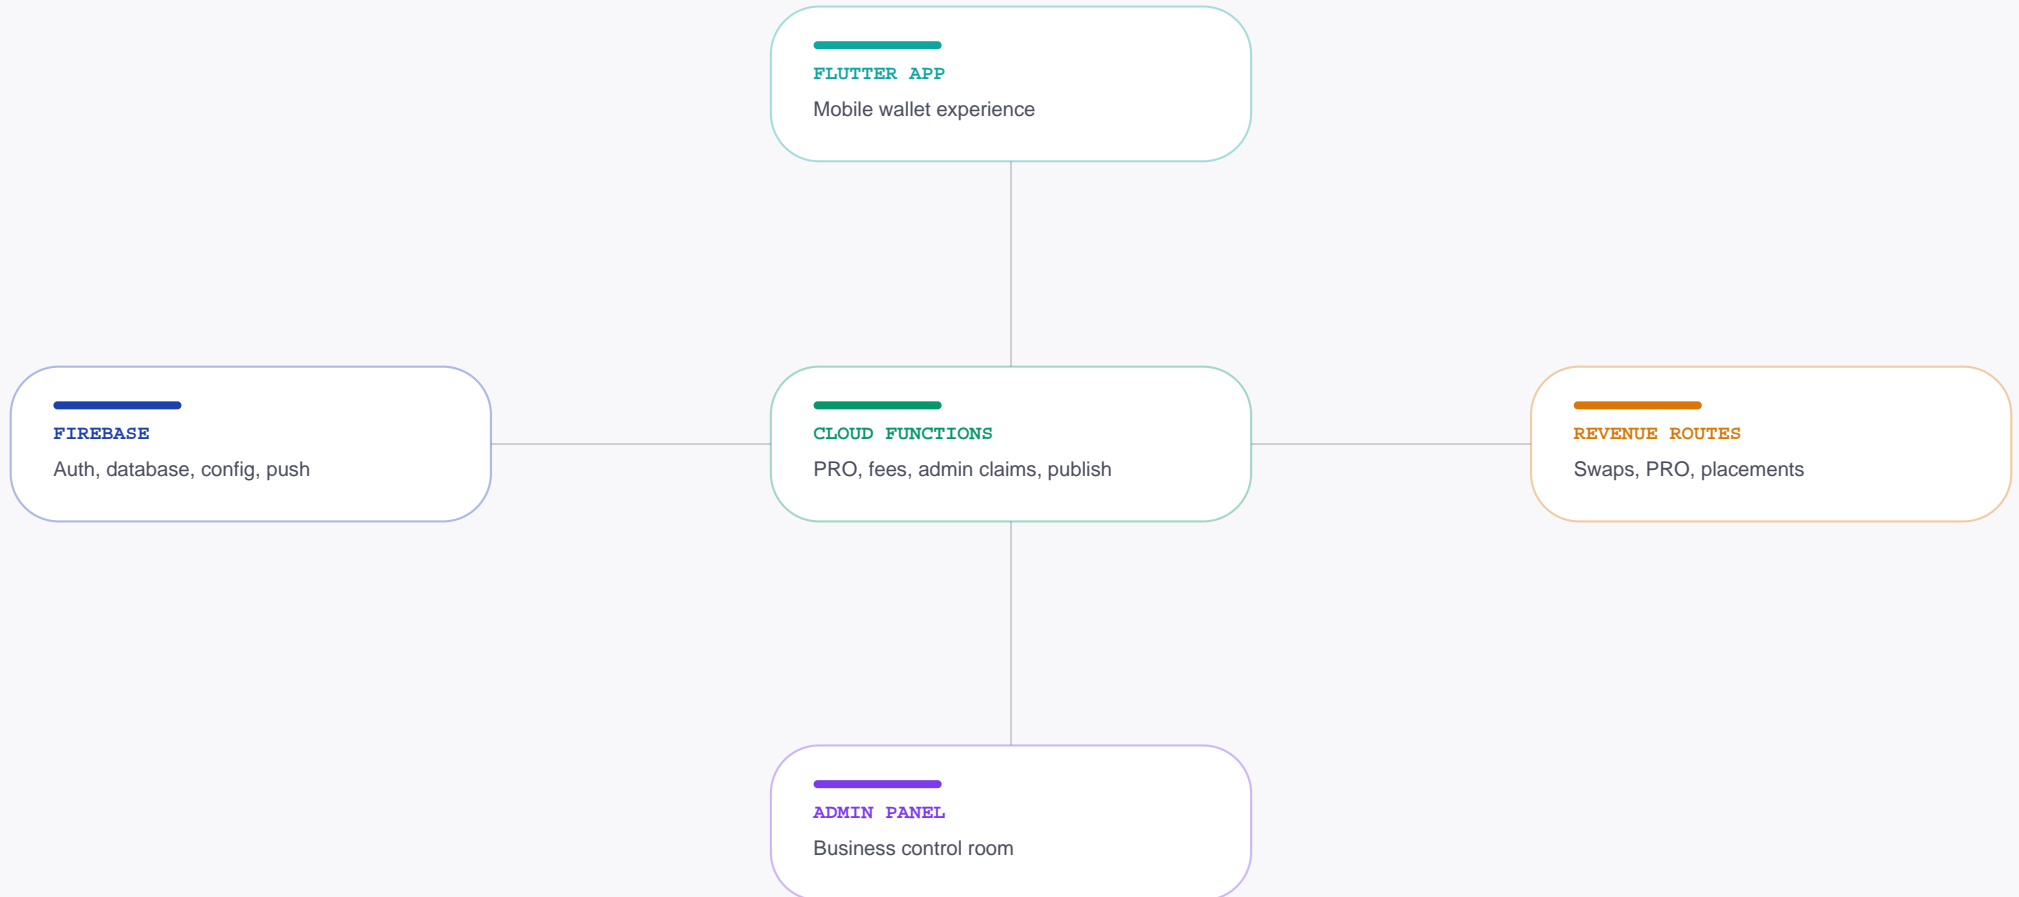 FLUTTER APP
Mobile wallet experience
FIREBASE
Auth, database, config, push
CLOUD FUNCTIONS
PRO, fees, admin claims, publish
REVENUE ROUTES
Swaps, PRO, placements
ADMIN PANEL
Business control room